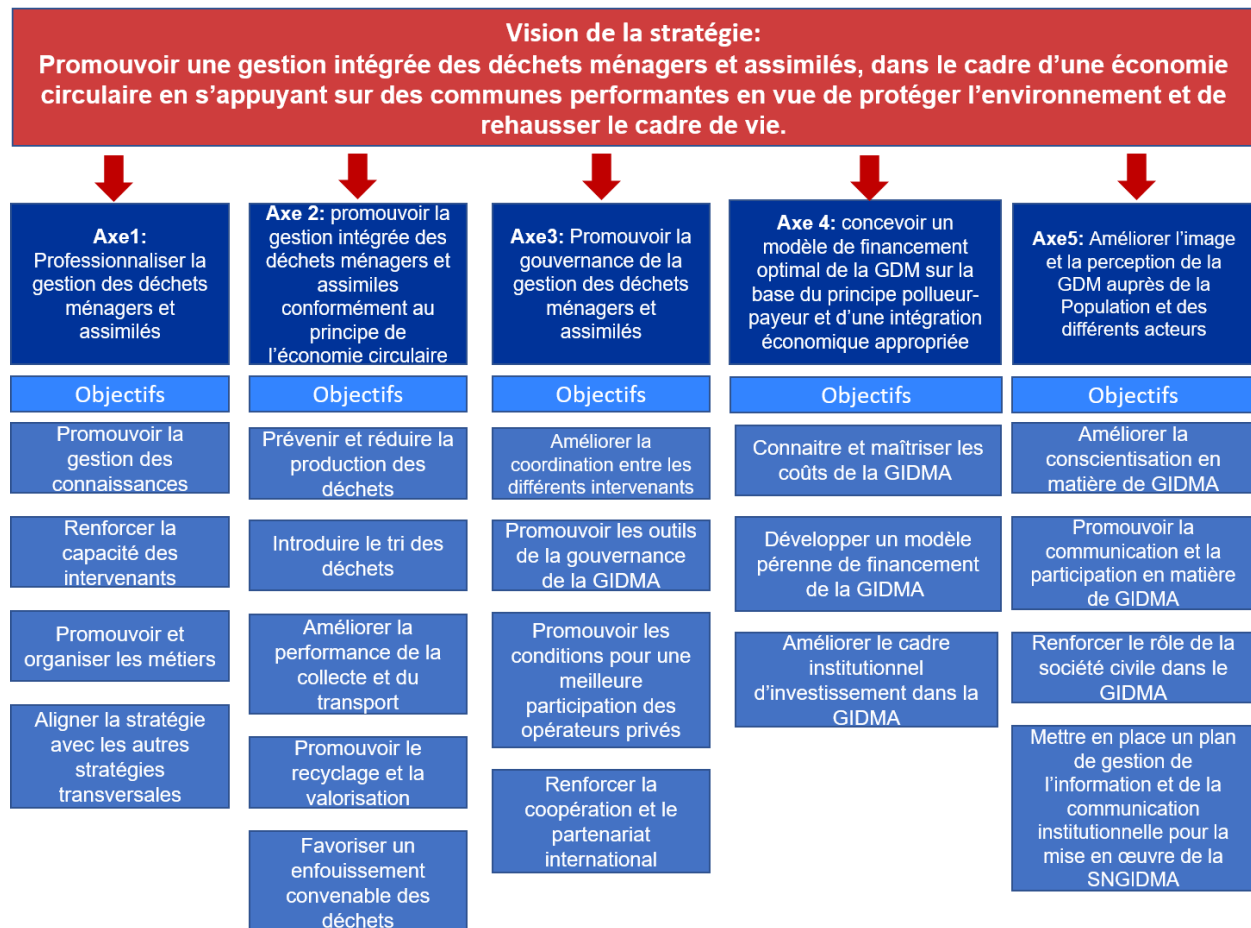 Vision de la stratégie:
Promouvoir une gestion intégrée des déchets ménagers et assimilés, dans le cadre d’une économie
circulaire en s’appuyant sur des communes performantes en vue de protéger l’environnement et de
rehausser le cadre de vie.
Axe1:
Professionnaliser la
gestion des déchets
ménagers et
assimilés
Objectifs
Promouvoir la
gestion des
connaissances
Renforcer la
capacité des
intervenants
Promouvoir et
organiser les métiers
Aligner la stratégie
avec les autres
stratégies
transversales
Axe 2: promouvoir la
gestion intégrée des
déchets ménagers et
assimiles
conformément au
principe de
l’économie circulaire
Objectifs
Prévenir et réduire la
production des
déchets
Introduire le tri des
déchets
Améliorer la
performance de la
collecte et du
transport
Promouvoir le
recyclage et la
valorisation
Favoriser un
enfouissement
convenable des
déchets
Axe3: Promouvoir la
gouvernance de la
gestion des déchets
ménagers et
assimilés
Objectifs
Améliorer la
coordination entre les
différents intervenants
Promouvoir les outils
de la gouvernance
de la GIDMA
Promouvoir les
conditions pour une
meilleure
participation des
opérateurs privés
Renforcer la
coopération et le
partenariat
international
Axe 4: concevoir un
modèle de financement
optimal de la GDM sur la
base du principe pollueur-
payeur et d’une intégration
économique appropriée
Objectifs
Connaitre et maîtriser les
coûts de la GIDMA
Développer un modèle
pérenne de financement
de la GIDMA
Améliorer le cadre
institutionnel
d’investissement dans la
GIDMA
Axe5: Améliorer l’image
et la perception de la
GDM auprès de la
Population et des
différents acteurs
Objectifs
Améliorer la
conscientisation en
matière de GIDMA
Promouvoir la
communication et la
participation en matière
de GIDMA
Renforcer le rôle de la
société civile dans le
GIDMA
Mettre en place un plan
de gestion de
l’information et de la
communication
institutionnelle pour la
mise en œuvre de la
SNGIDMA